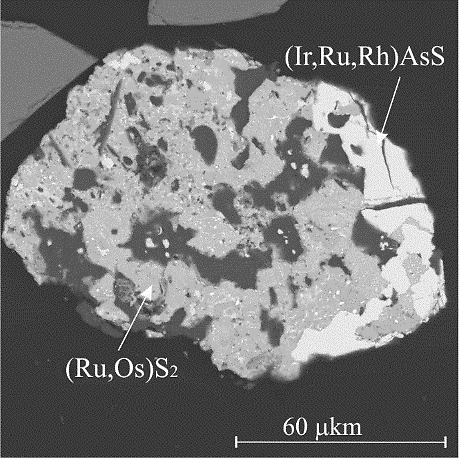 (Ir,Ru,Rh)AsS
(Ru,Os)S₂
60 µkm